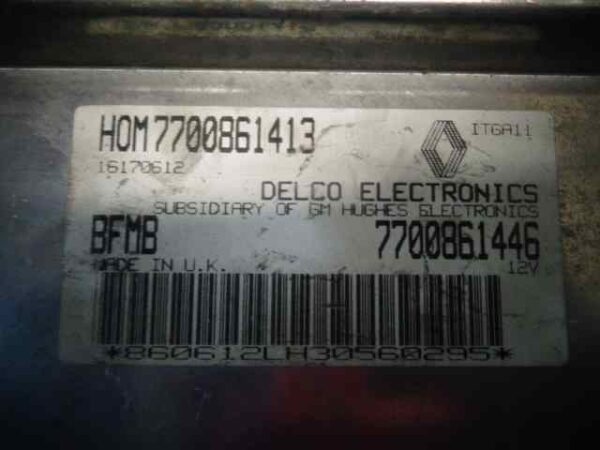 HOM7700861413
ITGA11
16170612
DELCO ELECTRONICS
SUBSIDIARY OF GM HUGHES ELECTRONICS
BFMB 7700861446
MADE IN U.K. 12V
*860612LH30560295*